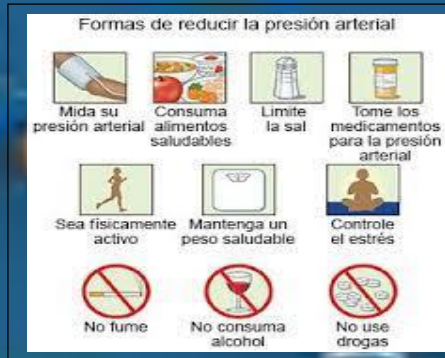 Formas de reducir la presión arterial
Mida su
presión arterial
Consuma
alimentos
saludables
Limite
la sal
Tome los
medicamentos
para la presión
arterial
Sea físicamente
activo
Mantenga un
peso saludable
Controle
el estrés
No fume
No consuma
alcohol
No use
drogas